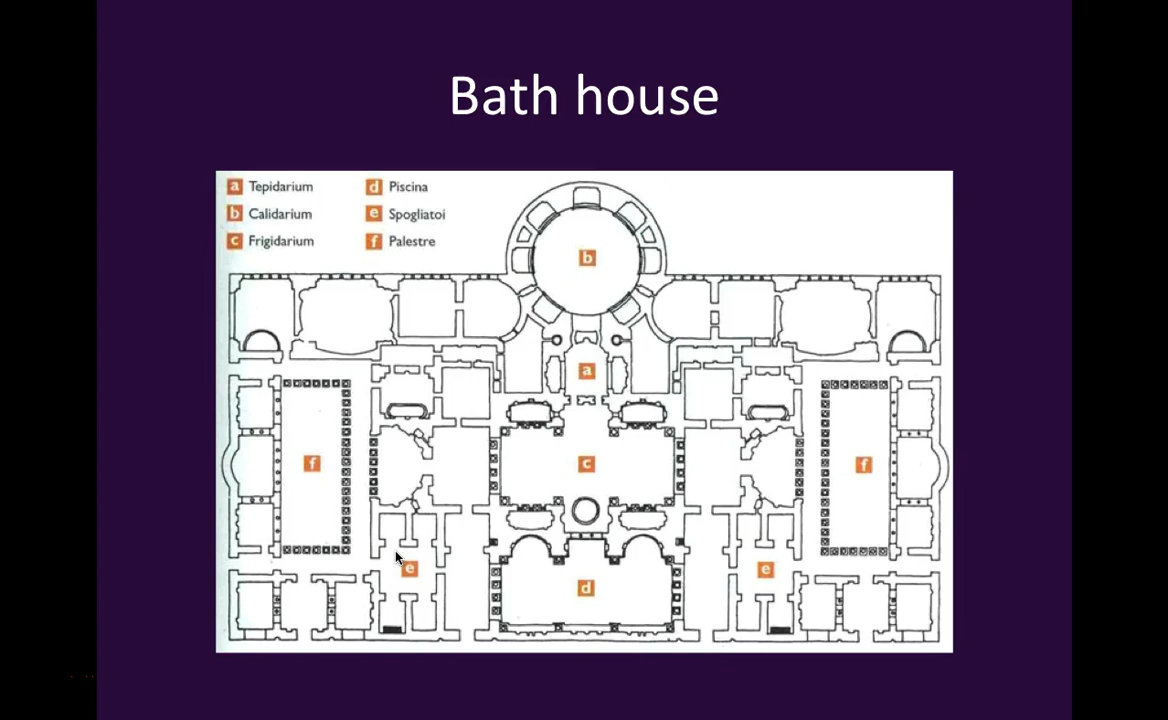 Bath house
a Tepidarium
b Calidarium
c Frigidarium
d Piscina
e Spogliatoi
f Palestre
b
a
f
c
f
e
d
e